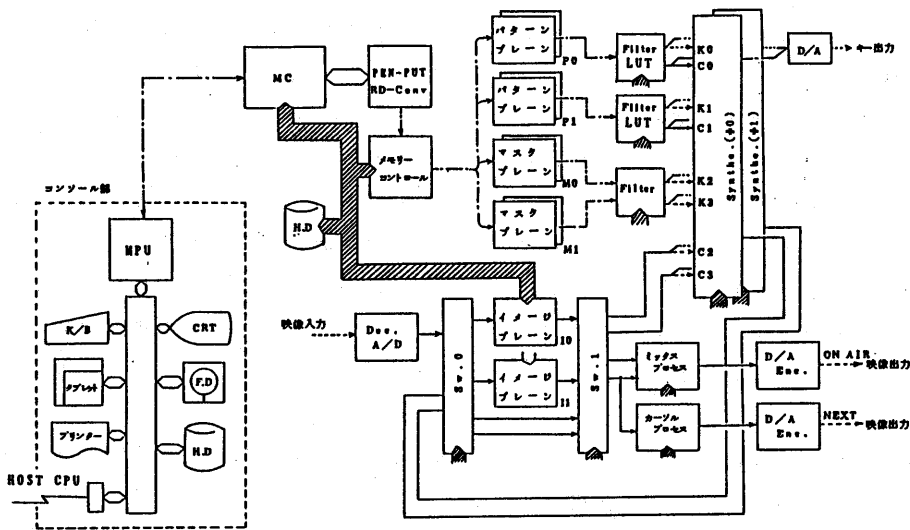 MC
PEN-PUT
RD-Conv
メモリー
コントロール
パターン
プレーン
P0
パターン
プレーン
P1
マスク
プレーン
M0
マスク
プレーン
M1
Filter
LUT
Filter
LUT
Filter
K0
C0
K1
C1
K2
K3
C2
C3
Synthe.(φ0)
Synthe.(φ1)
D/A
キー出力
コンソール部
MPU
K/B
CRT
タブレット
F.D
プリンター
H.D
HOST CPU
H.D
映像入力
Dec.
A/D
Sw.0
イメージ
プレーン
I0
イメージ
プレーン
I1
Sw.1
ミックス
プロセス
カーソル
プロセス
D/A
Enc.
ON AIR
映像出力
D/A
Enc.
NEXT
映像出力